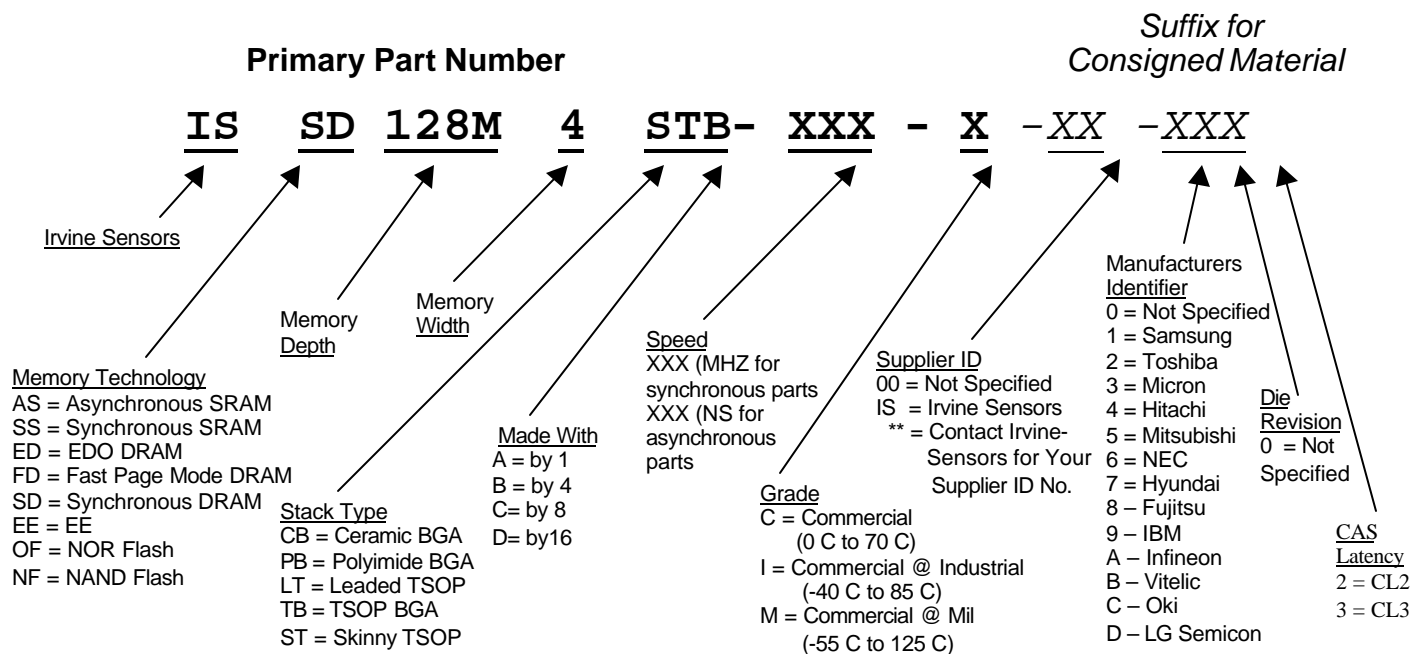 Suffix for
Consigned Material
Primary Part Number
IS SD 128M 4 STB- XXX - X -XX -XXX
Irvine Sensors
Memory Technology
AS = Asynchronous SRAM
SS = Synchronous SRAM
ED = EDO DRAM
FD = Fast Page Mode DRAM
SD = Synchronous DRAM
EE = EE
OF = NOR Flash
NF = NAND Flash
Memory
Depth
Memory
Width
Stack Type
CB = Ceramic BGA
PB = Polyimide BGA
LT = Leaded TSOP
TB = TSOP BGA
ST = Skinny TSOP
Made With
A = by 1
B = by 4
C= by 8
D= by16
Speed
XXX (MHZ for
synchronous parts
XXX (NS for
asynchronous
parts
Grade
C = Commercial
(0 C to 70 C)
I = Commercial @ Industrial
(-40 C to 85 C)
M = Commercial @ Mil
(-55 C to 125 C)
Supplier ID
00 = Not Specified
IS = Irvine Sensors
** = Contact Irvine-
Sensors for Your
Supplier ID No.
Manufacturers
Identifier
0 = Not Specified
1 = Samsung
2 = Toshiba
3 = Micron
4 = Hitachi
5 = Mitsubishi
6 = NEC
7 = Hyundai
8 – Fujitsu
9 – IBM
A – Infineon
B – Vitelic
C – Oki
D – LG Semicon
Die
Revision
0 = Not
Specified
CAS
Latency
2 = CL2
3 = CL3